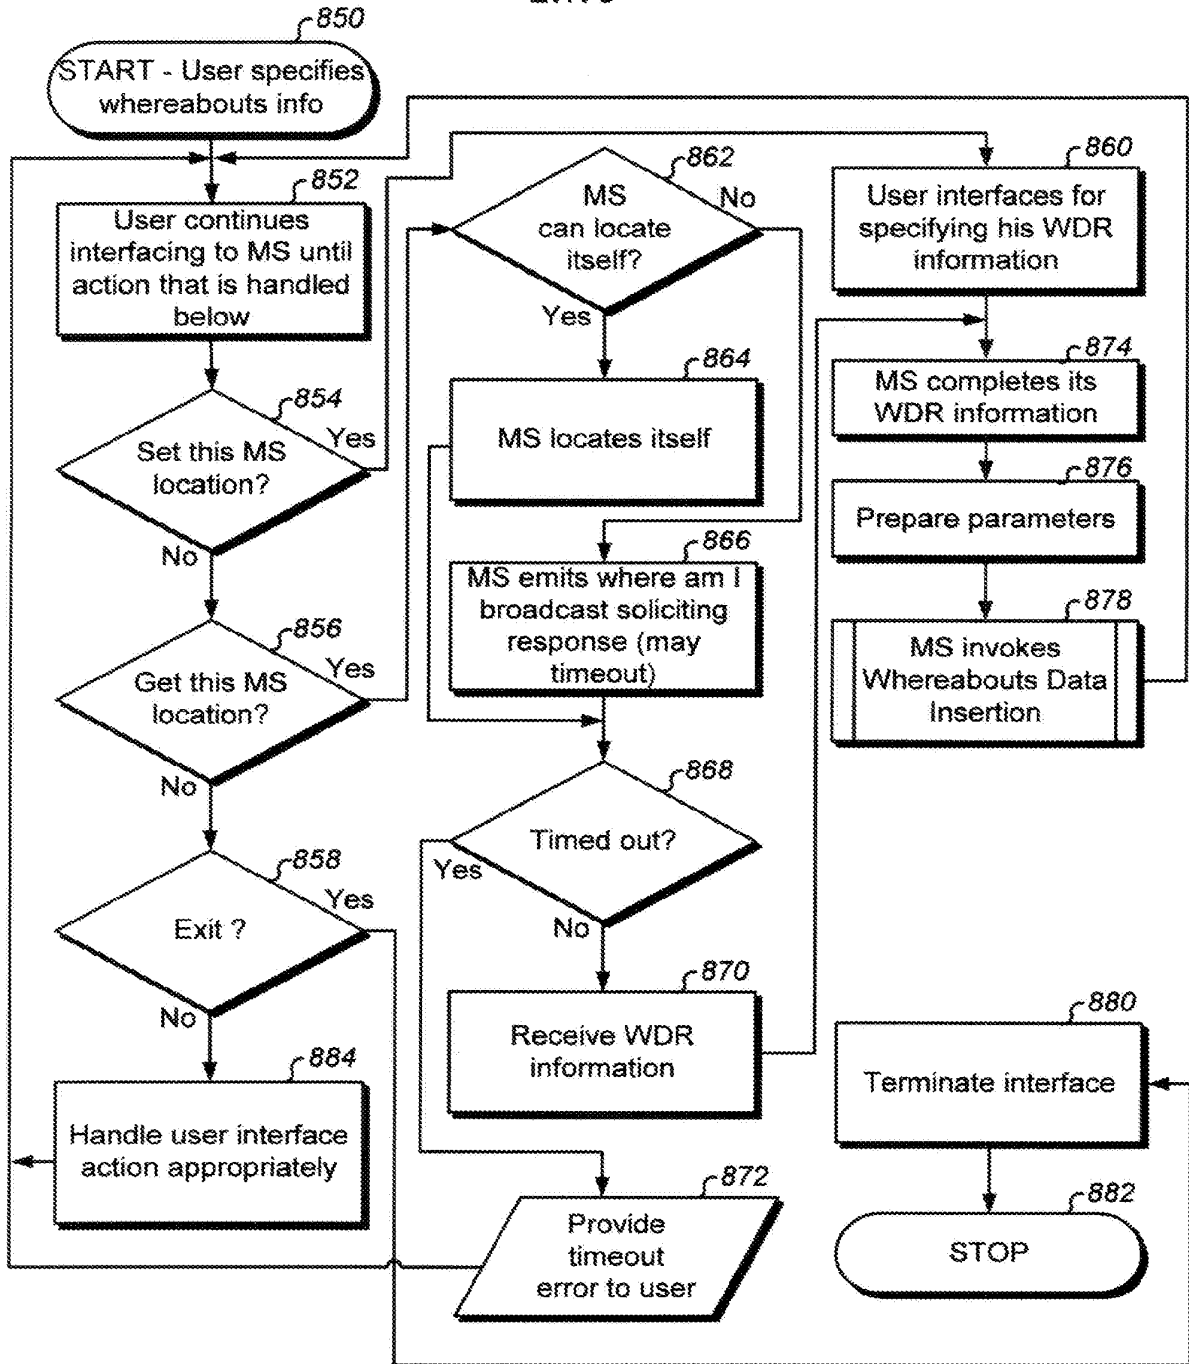 850
START - User specifies
whereabouts info
852
User continues
interfacing to MS until
action that is handled
below
854
Set this MS
location?
Yes
No
856
Get this MS
location?
Yes
No
858
Exit ?
Yes
No
884
Handle user interface
action appropriately
862
MS
can locate
itself?
No
Yes
864
MS locates itself
866
MS emits where am I
broadcast soliciting
response (may
timeout)
868
Timed out?
Yes
No
870
Receive WDR
information
872
Provide
timeout
error to user
860
User interfaces for
specifying his WDR
information
874
MS completes its
WDR information
876
Prepare parameters
878
MS invokes
Whereabouts Data
Insertion
880
Terminate interface
882
STOP